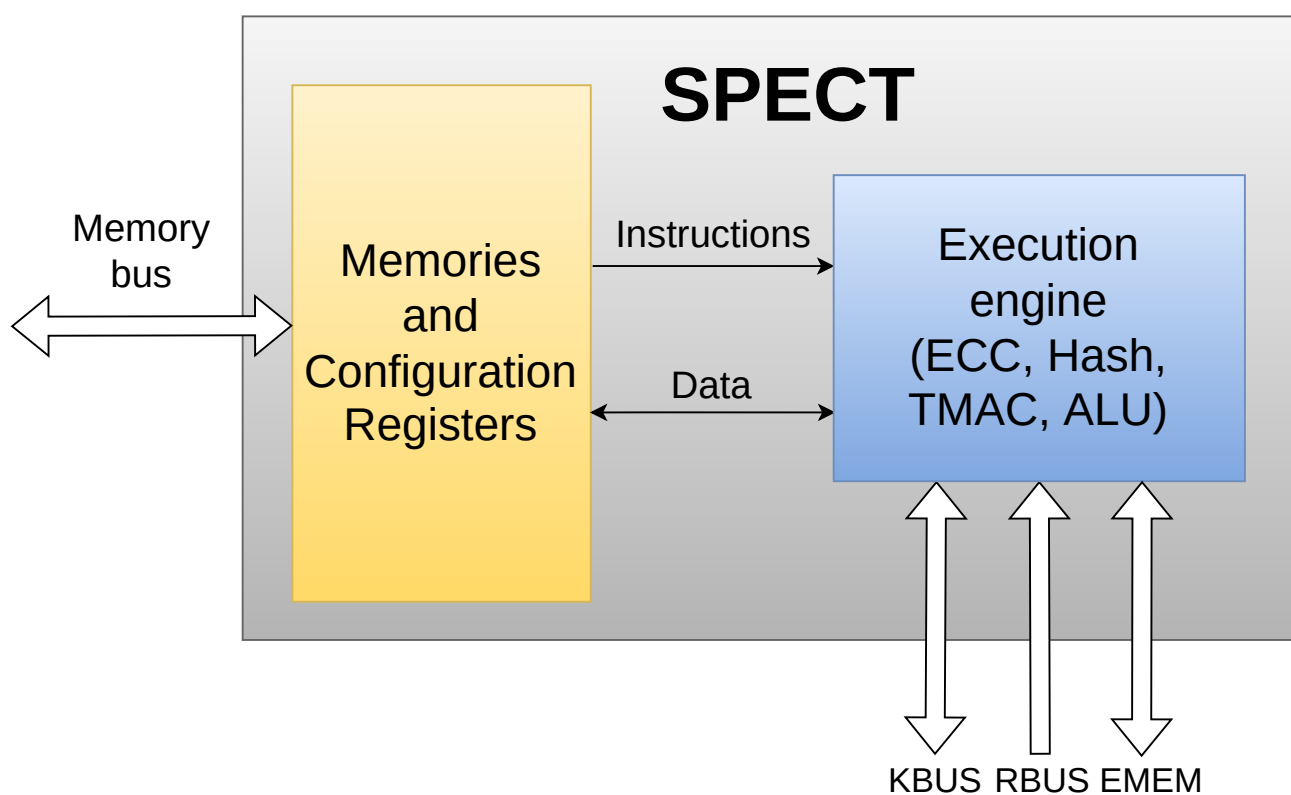 SPECT
Memory
bus
Memories
and
Configuration
Registers
Instructions
Data
Execution
engine
(ECC, Hash,
TMAC, ALU)
KBUS RBUS EMEM